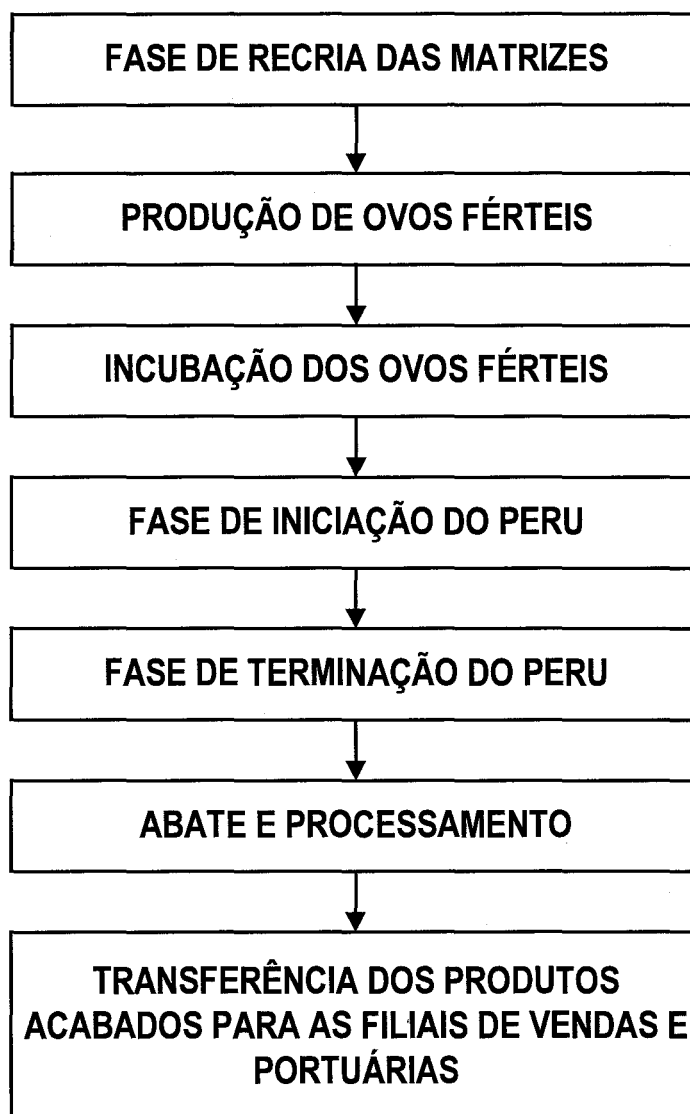 FASE DE RECRIA DAS MATRIZES
PRODUÇÃO DE OVOS FÉRTEIS
INCUBAÇÃO DOS OVOS FÉRTEIS
FASE DE INICIAÇÃO DO PERU
FASE DE TERMINAÇÃO DO PERU
ABATE E PROCESSAMENTO
TRANSFERÊNCIA DOS PRODUTOS
ACABADOS PARA AS FILIAIS DE VENDAS E
PORTUÁRIAS